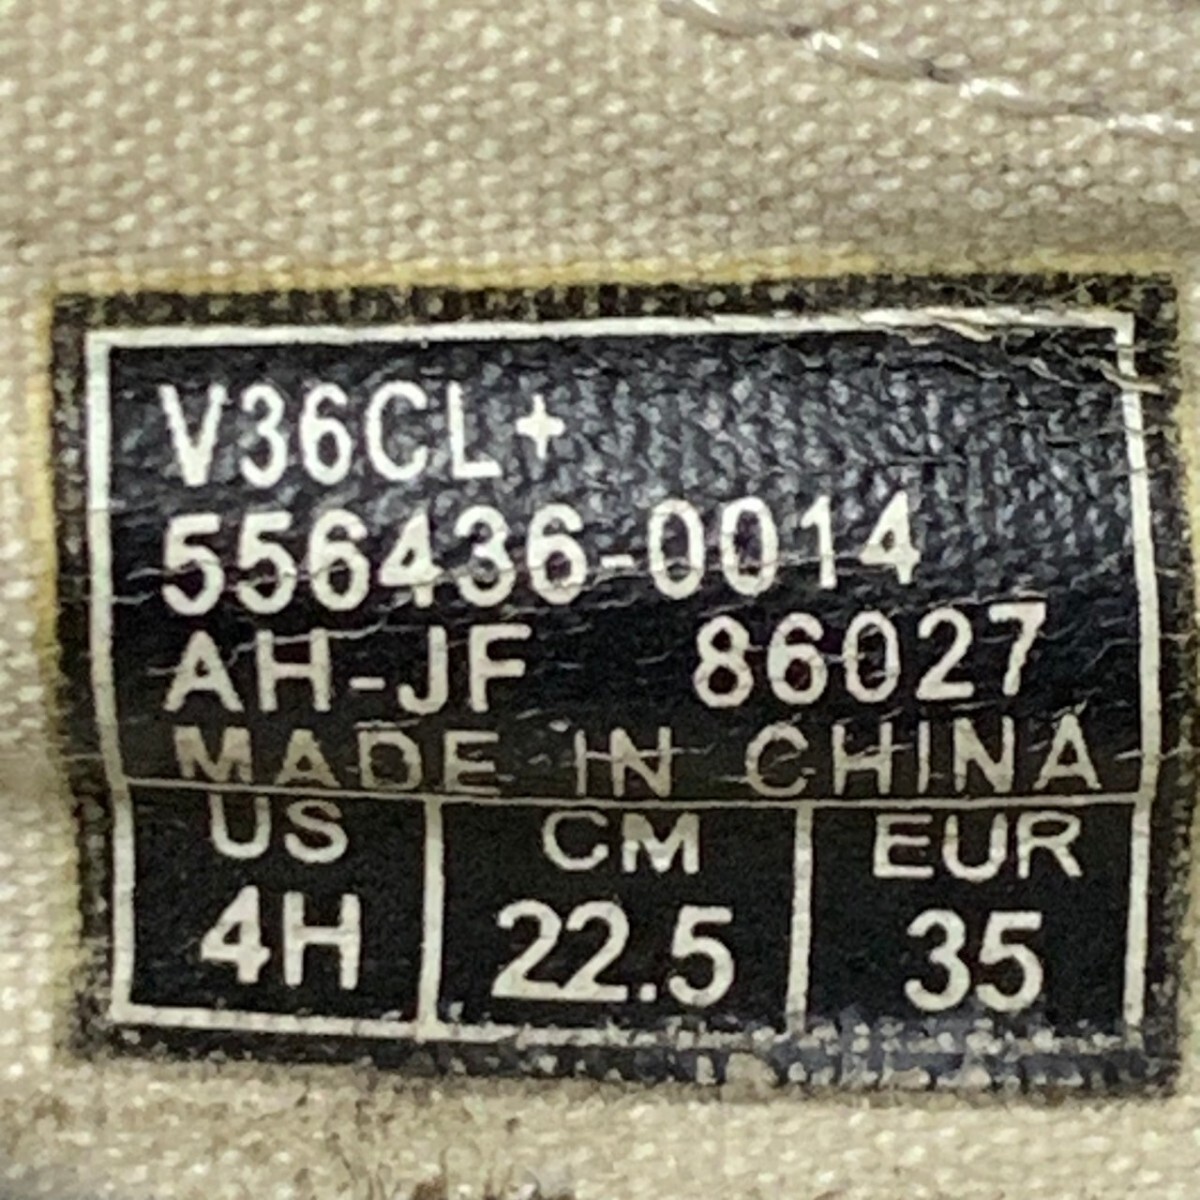 V36CL+
556436-0014
AH-JF 86027
MADE IN CHINA
US CM EUR
4H 22.5 35